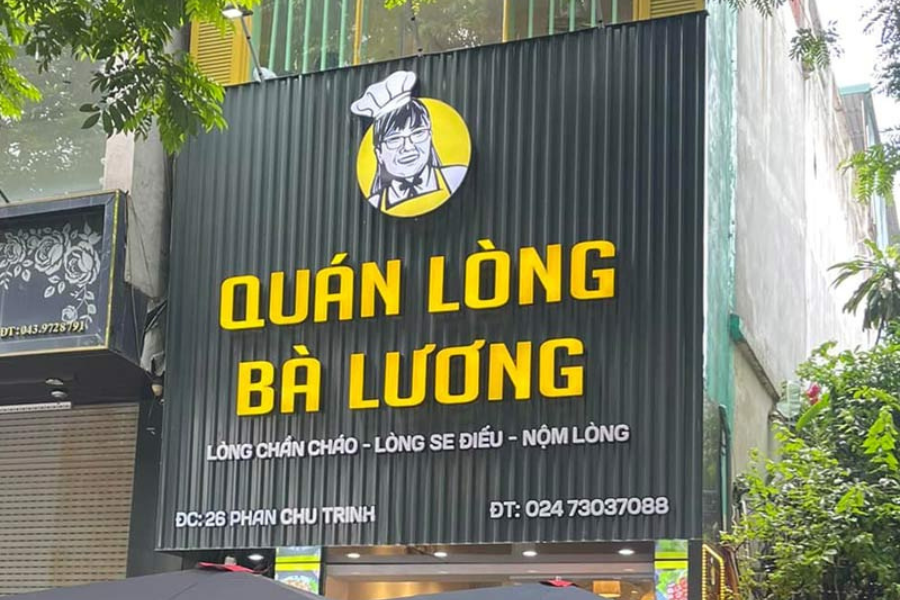 QUÁN LÒNG
BÀ LƯƠNG
LÒNG CHẦN CHÁO - LÒNG SE ĐIẾU - NỘM LÒNG
ĐC: 26 PHAN CHU TRINH
ĐT: 024 73037088
ĐT: 043.9728791